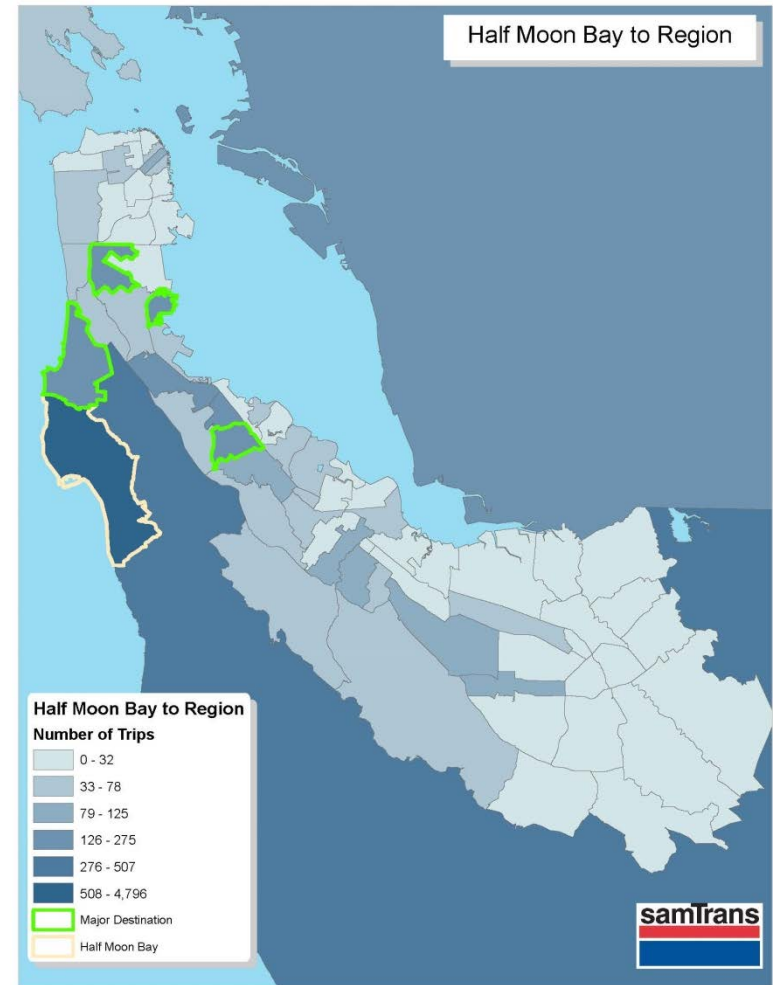 Half Moon Bay to Region
Half Moon Bay to Region
Number of Trips
0 - 32
33 - 78
79 - 125
126 - 275
276 - 507
508 - 4,796
Major Destination
Half Moon Bay
samTrans